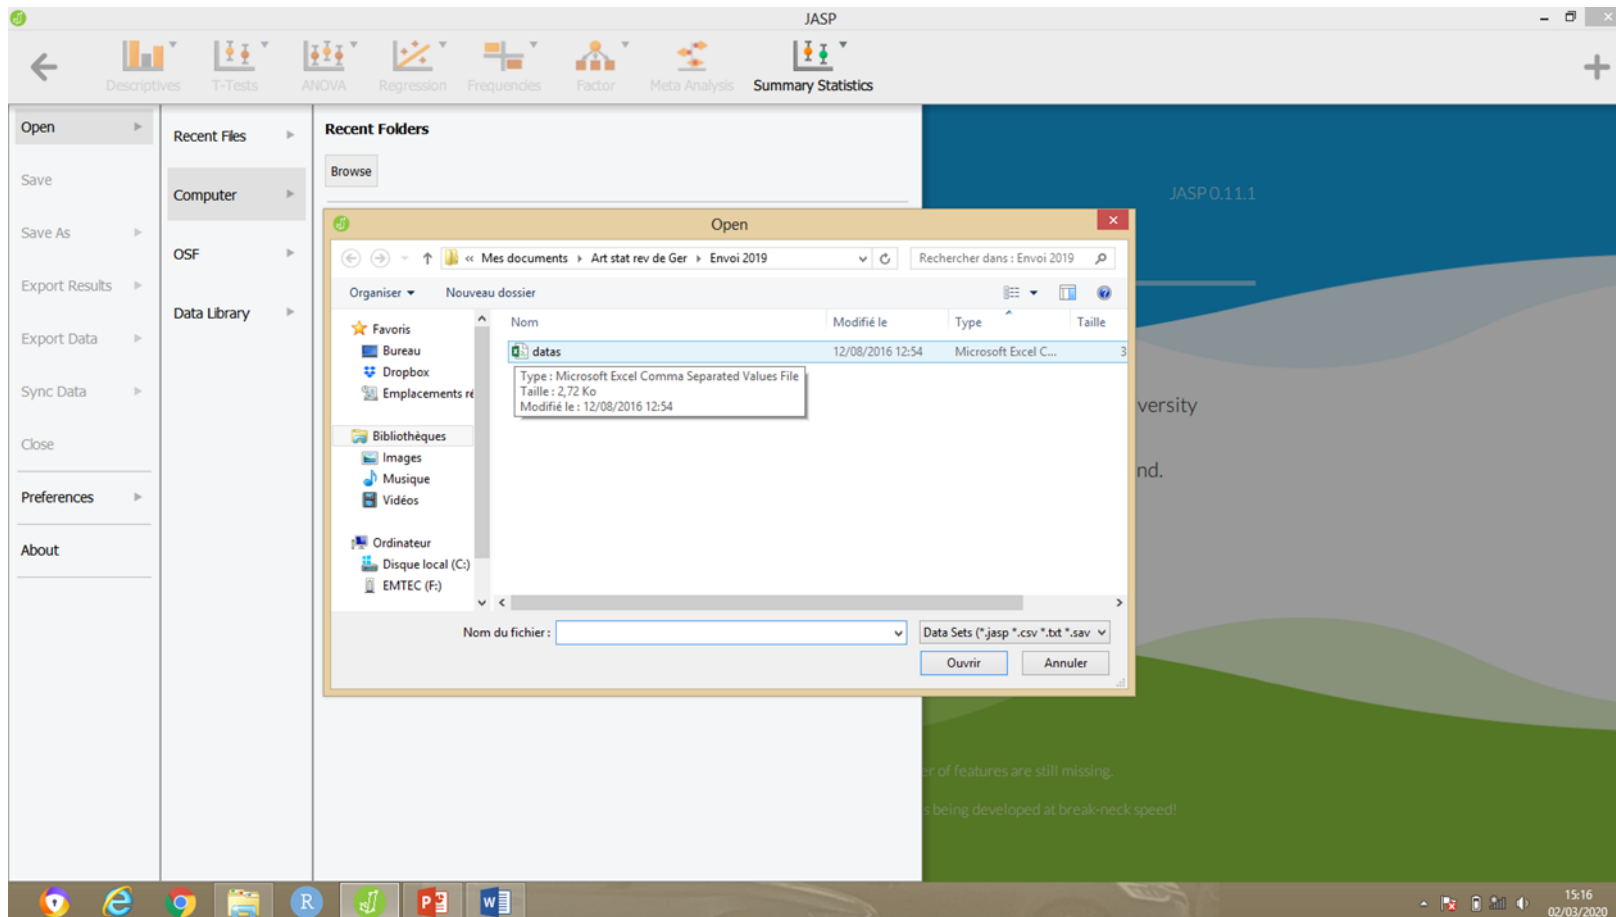 JASP
Descriptives
T-Tests
ANOVA
Regression
Frequencies
Factor
Meta Analysis
Summary Statistics
Open
Save
Save As
Export Results
Export Data
Sync Data
Close
Preferences
About
Recent Files
Computer
OSF
Data Library
Recent Folders
Browse
JASP 0.11.1
Open
« Mes documents Art stat rev de Ger Envoi 2019
Rechercher dans : Envoi 2019
Organiser Nouveau dossier
Nom Modifié le Type Taille
datas 12/08/2016 12:54 Microsoft Excel C... 3
Type : Microsoft Excel Comma Separated Values File
Taille : 2,72 Ko
Modifié le : 12/08/2016 12:54
Favoris
Bureau
Dropbox
Emplacements ré
Bibliothèques
Images
Musique
Vidéos
Ordinateur
Disque local (C:)
EMTEC (F:)
Nom du fichier :
Data Sets (*.jasp *.csv *.txt *.sav
Ouvrir Annuler
versity
nd.
er of features are still missing.
s being developed at break-neck speed!
15:16
02/03/2020